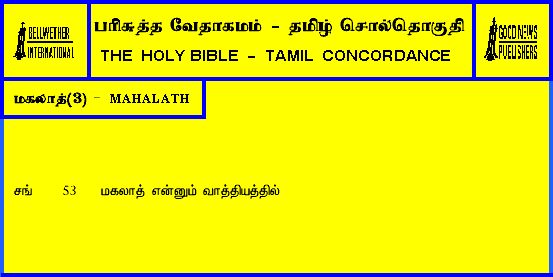 BELLWETHER
INTERNATIONAL
பரிசுத்த வேதாகமம் - தமிழ் சொல்தொகுதி
THE HOLY BIBLE - TAMIL CONCORDANCE
GOOD NEWS
PUBLISHERS
மகலாத்(3) - MAHALATH
சங் 53 மகலாத் என்னும் வாத்தியத்தில்